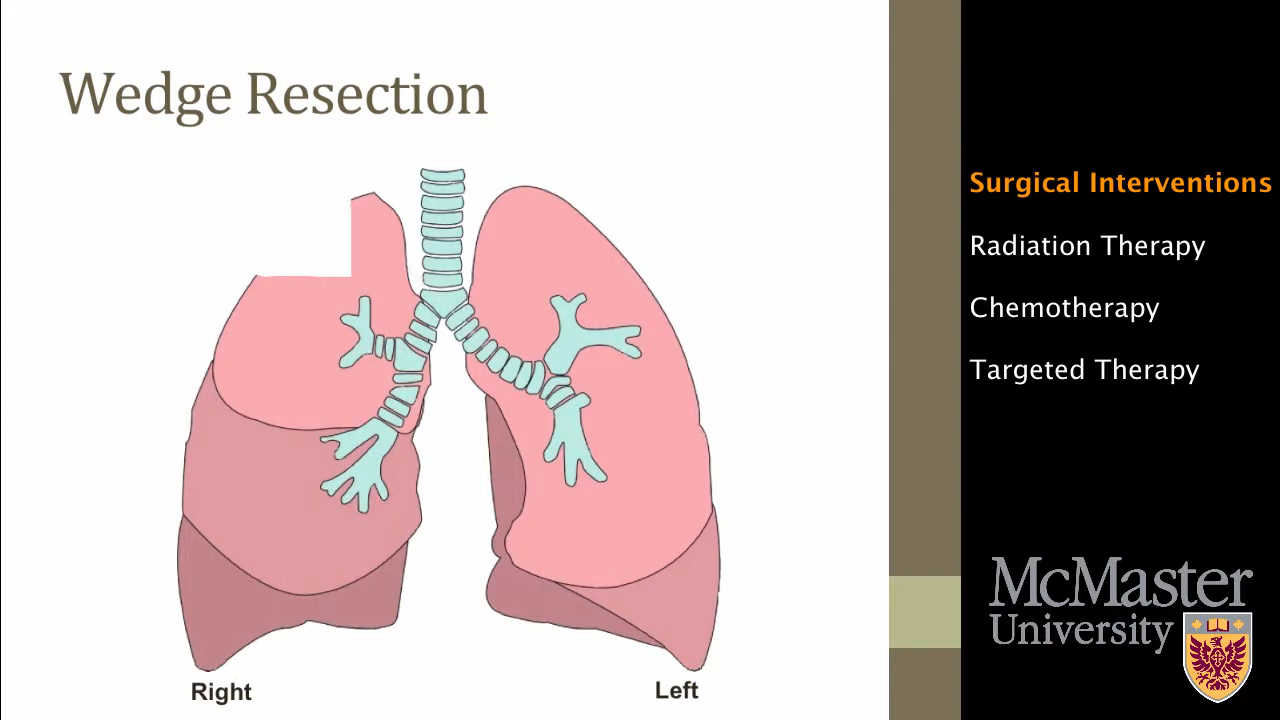 Wedge Resection
Surgical Interventions
Radiation Therapy
Chemotherapy
Targeted Therapy
Right
Left
McMaster
University